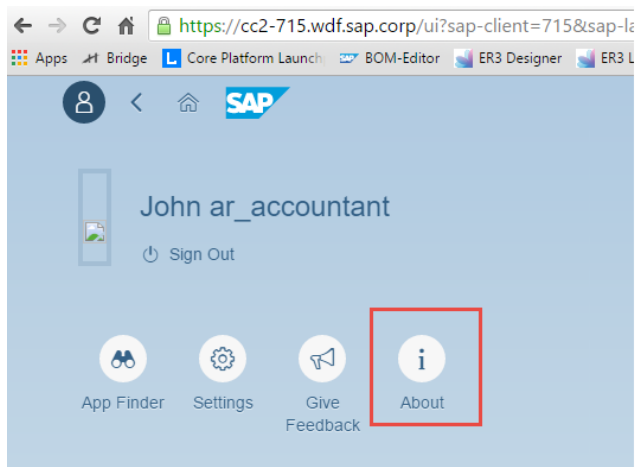 https://cc2-715.wdf.sap.corp/ui?sap-client=715&sap-la
Apps Bridge L Core Platform Launch BOM-Editor ER3 Designer ER3 L
SAP
John ar_accountant
Sign Out
i
App Finder Settings Give Feedback About